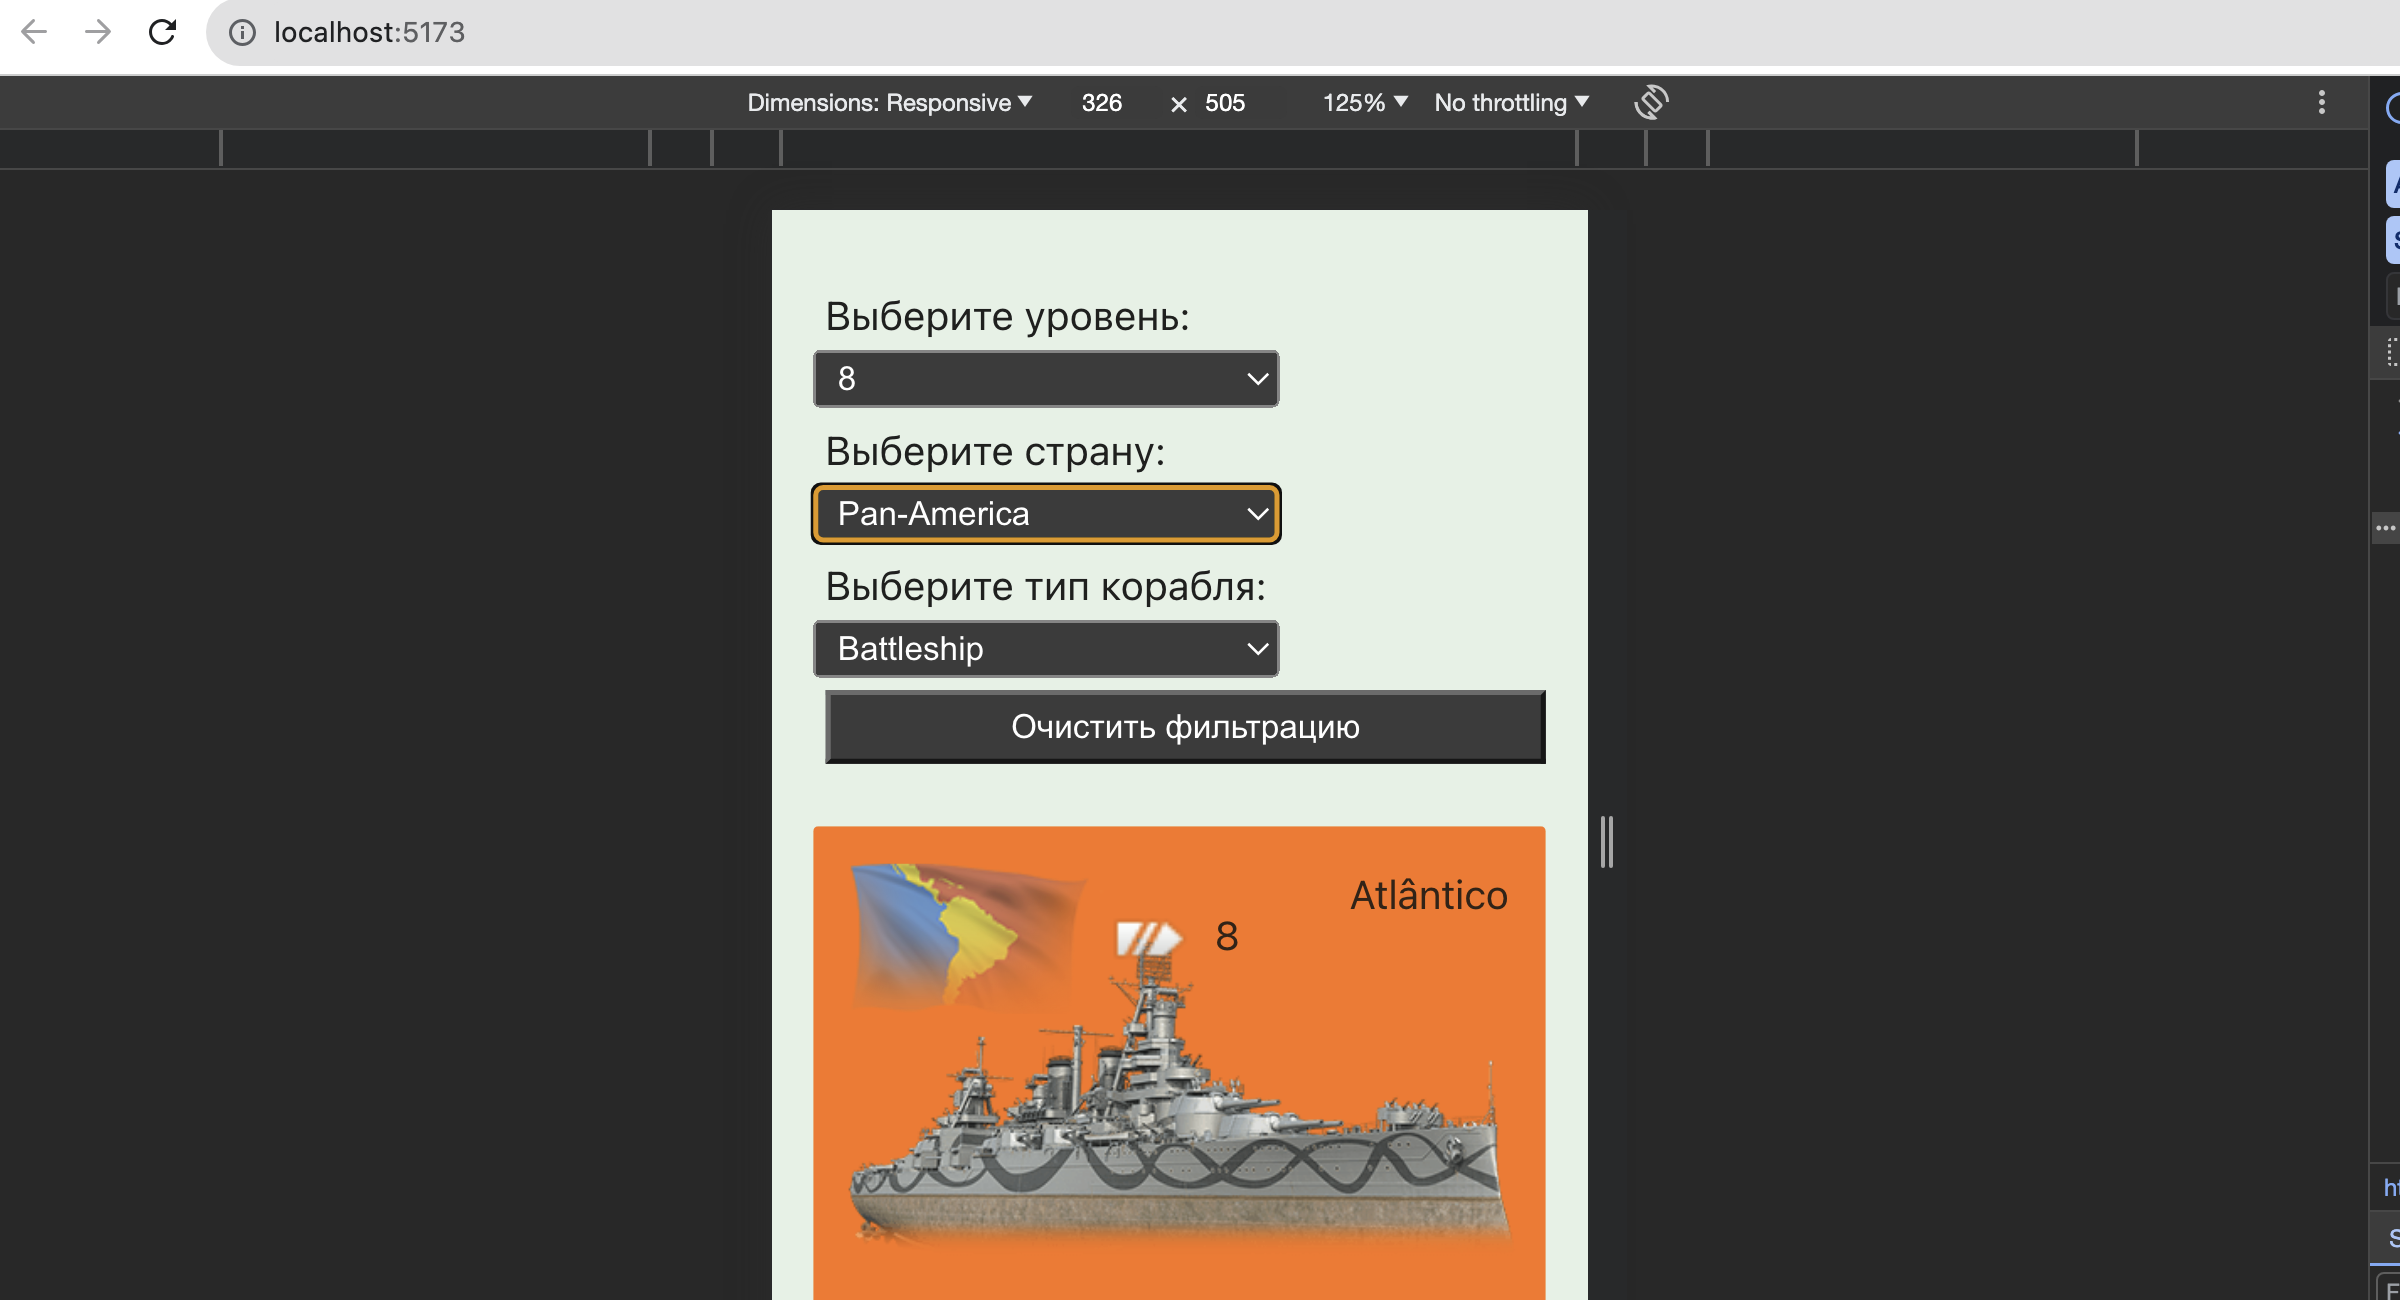 localhost:5173
Dimensions: Responsive 326 × 505 125% No throttling
Выберите уровень:
8
Выберите страну:
Pan-America
Выберите тип корабля:
Battleship
Очистить фильтрацию
Atlântico
8